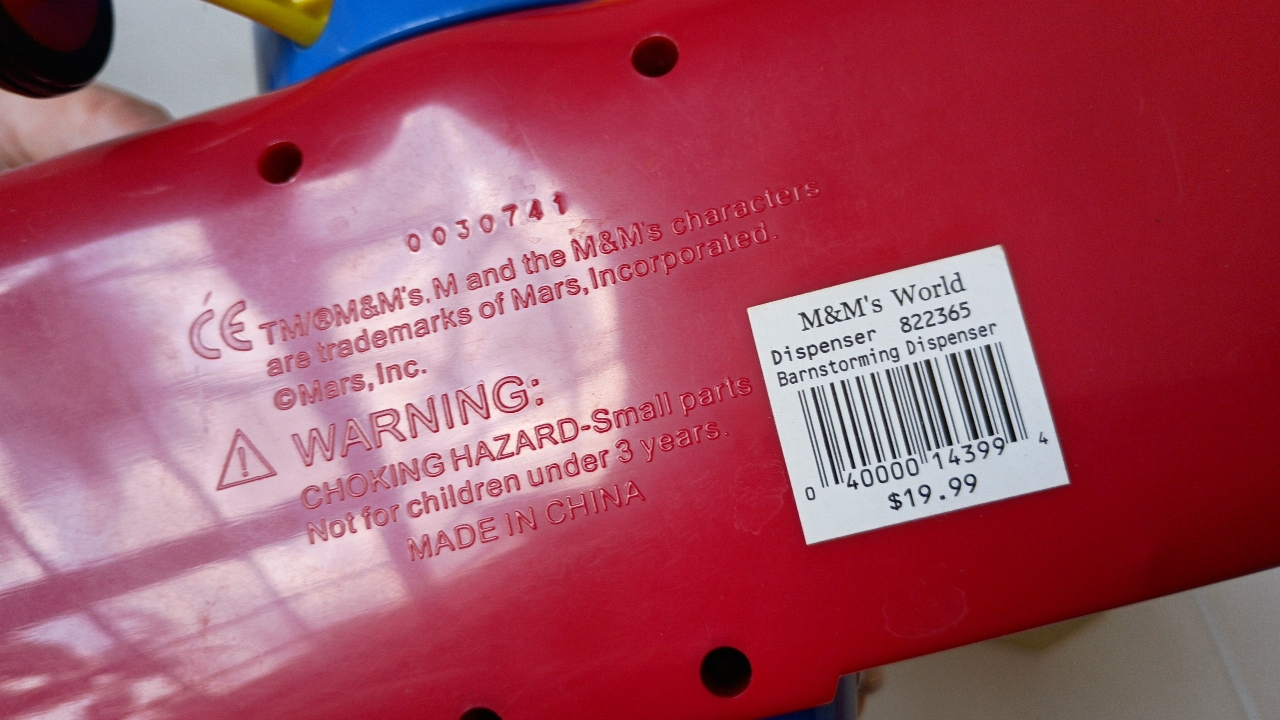 0030741
CE TM/®M&M's, M and the M&M's characters
are trademarks of Mars, Incorporated.
©Mars, Inc.
WARNING:
CHOKING HAZARD-Small parts
Not for children under 3 years.
MADE IN CHINA
M&M's World
Dispenser 822365
Barnstorming Dispenser
0 40000 14399 4
$19.99